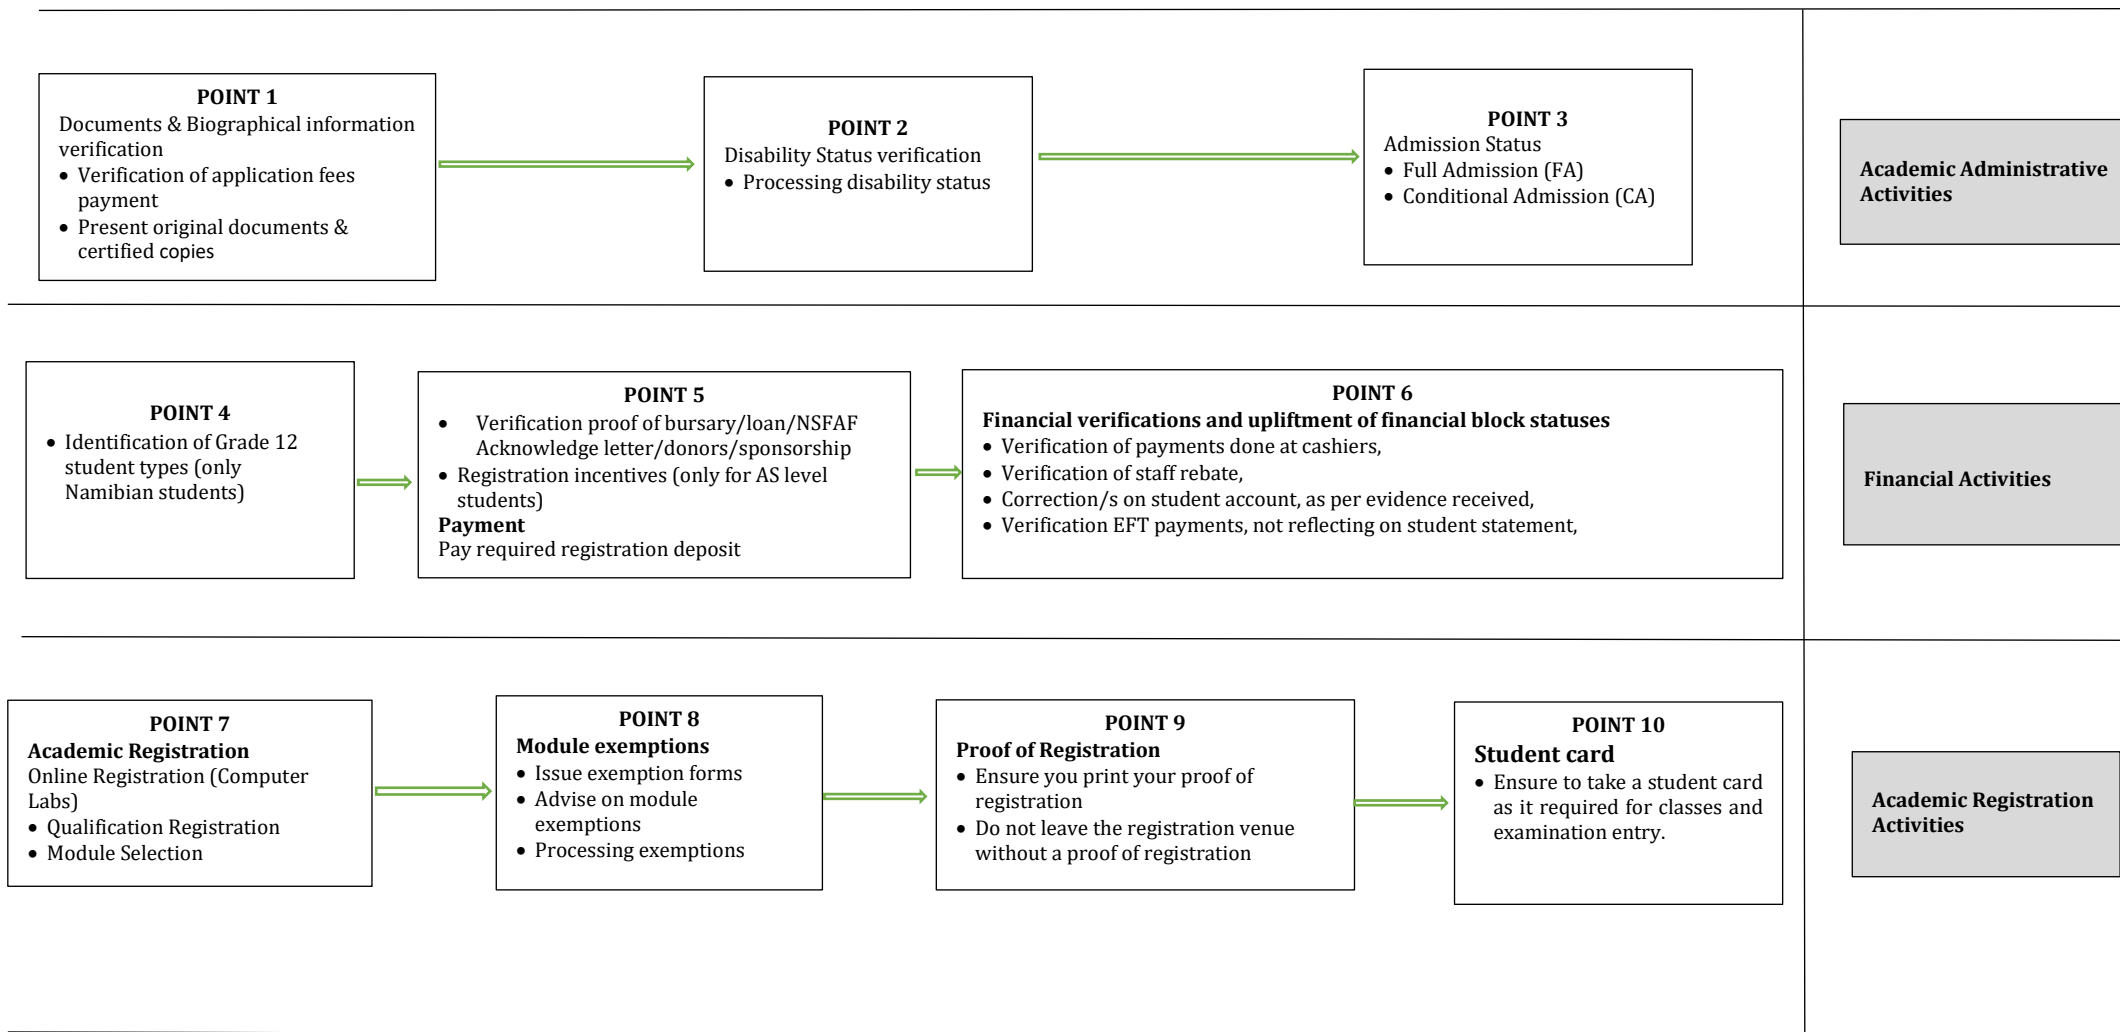 POINT 1
Documents & Biographical information
verification
• Verification of application fees
payment
• Present original documents &
certified copies
POINT 2
Disability Status verification
• Processing disability status
POINT 3
Admission Status
• Full Admission (FA)
• Conditional Admission (CA)
Academic Administrative
Activities
POINT 4
• Identification of Grade 12
student types (only
Namibian students)
POINT 5
• Verification proof of bursary/loan/NSFAF
Acknowledge letter/donors/sponsorship
• Registration incentives (only for AS level
students)
Payment
Pay required registration deposit
POINT 6
Financial verifications and upliftment of financial block statuses
• Verification of payments done at cashiers,
• Verification of staff rebate,
• Correction/s on student account, as per evidence received,
• Verification EFT payments, not reflecting on student statement,
Financial Activities
POINT 7
Academic Registration
Online Registration (Computer
Labs)
• Qualification Registration
• Module Selection
POINT 8
Module exemptions
• Issue exemption forms
• Advise on module
exemptions
• Processing exemptions
POINT 9
Proof of Registration
• Ensure you print your proof of
registration
• Do not leave the registration venue
without a proof of registration
POINT 10
Student card
• Ensure to take a student card
as it required for classes and
examination entry.
Academic Registration
Activities